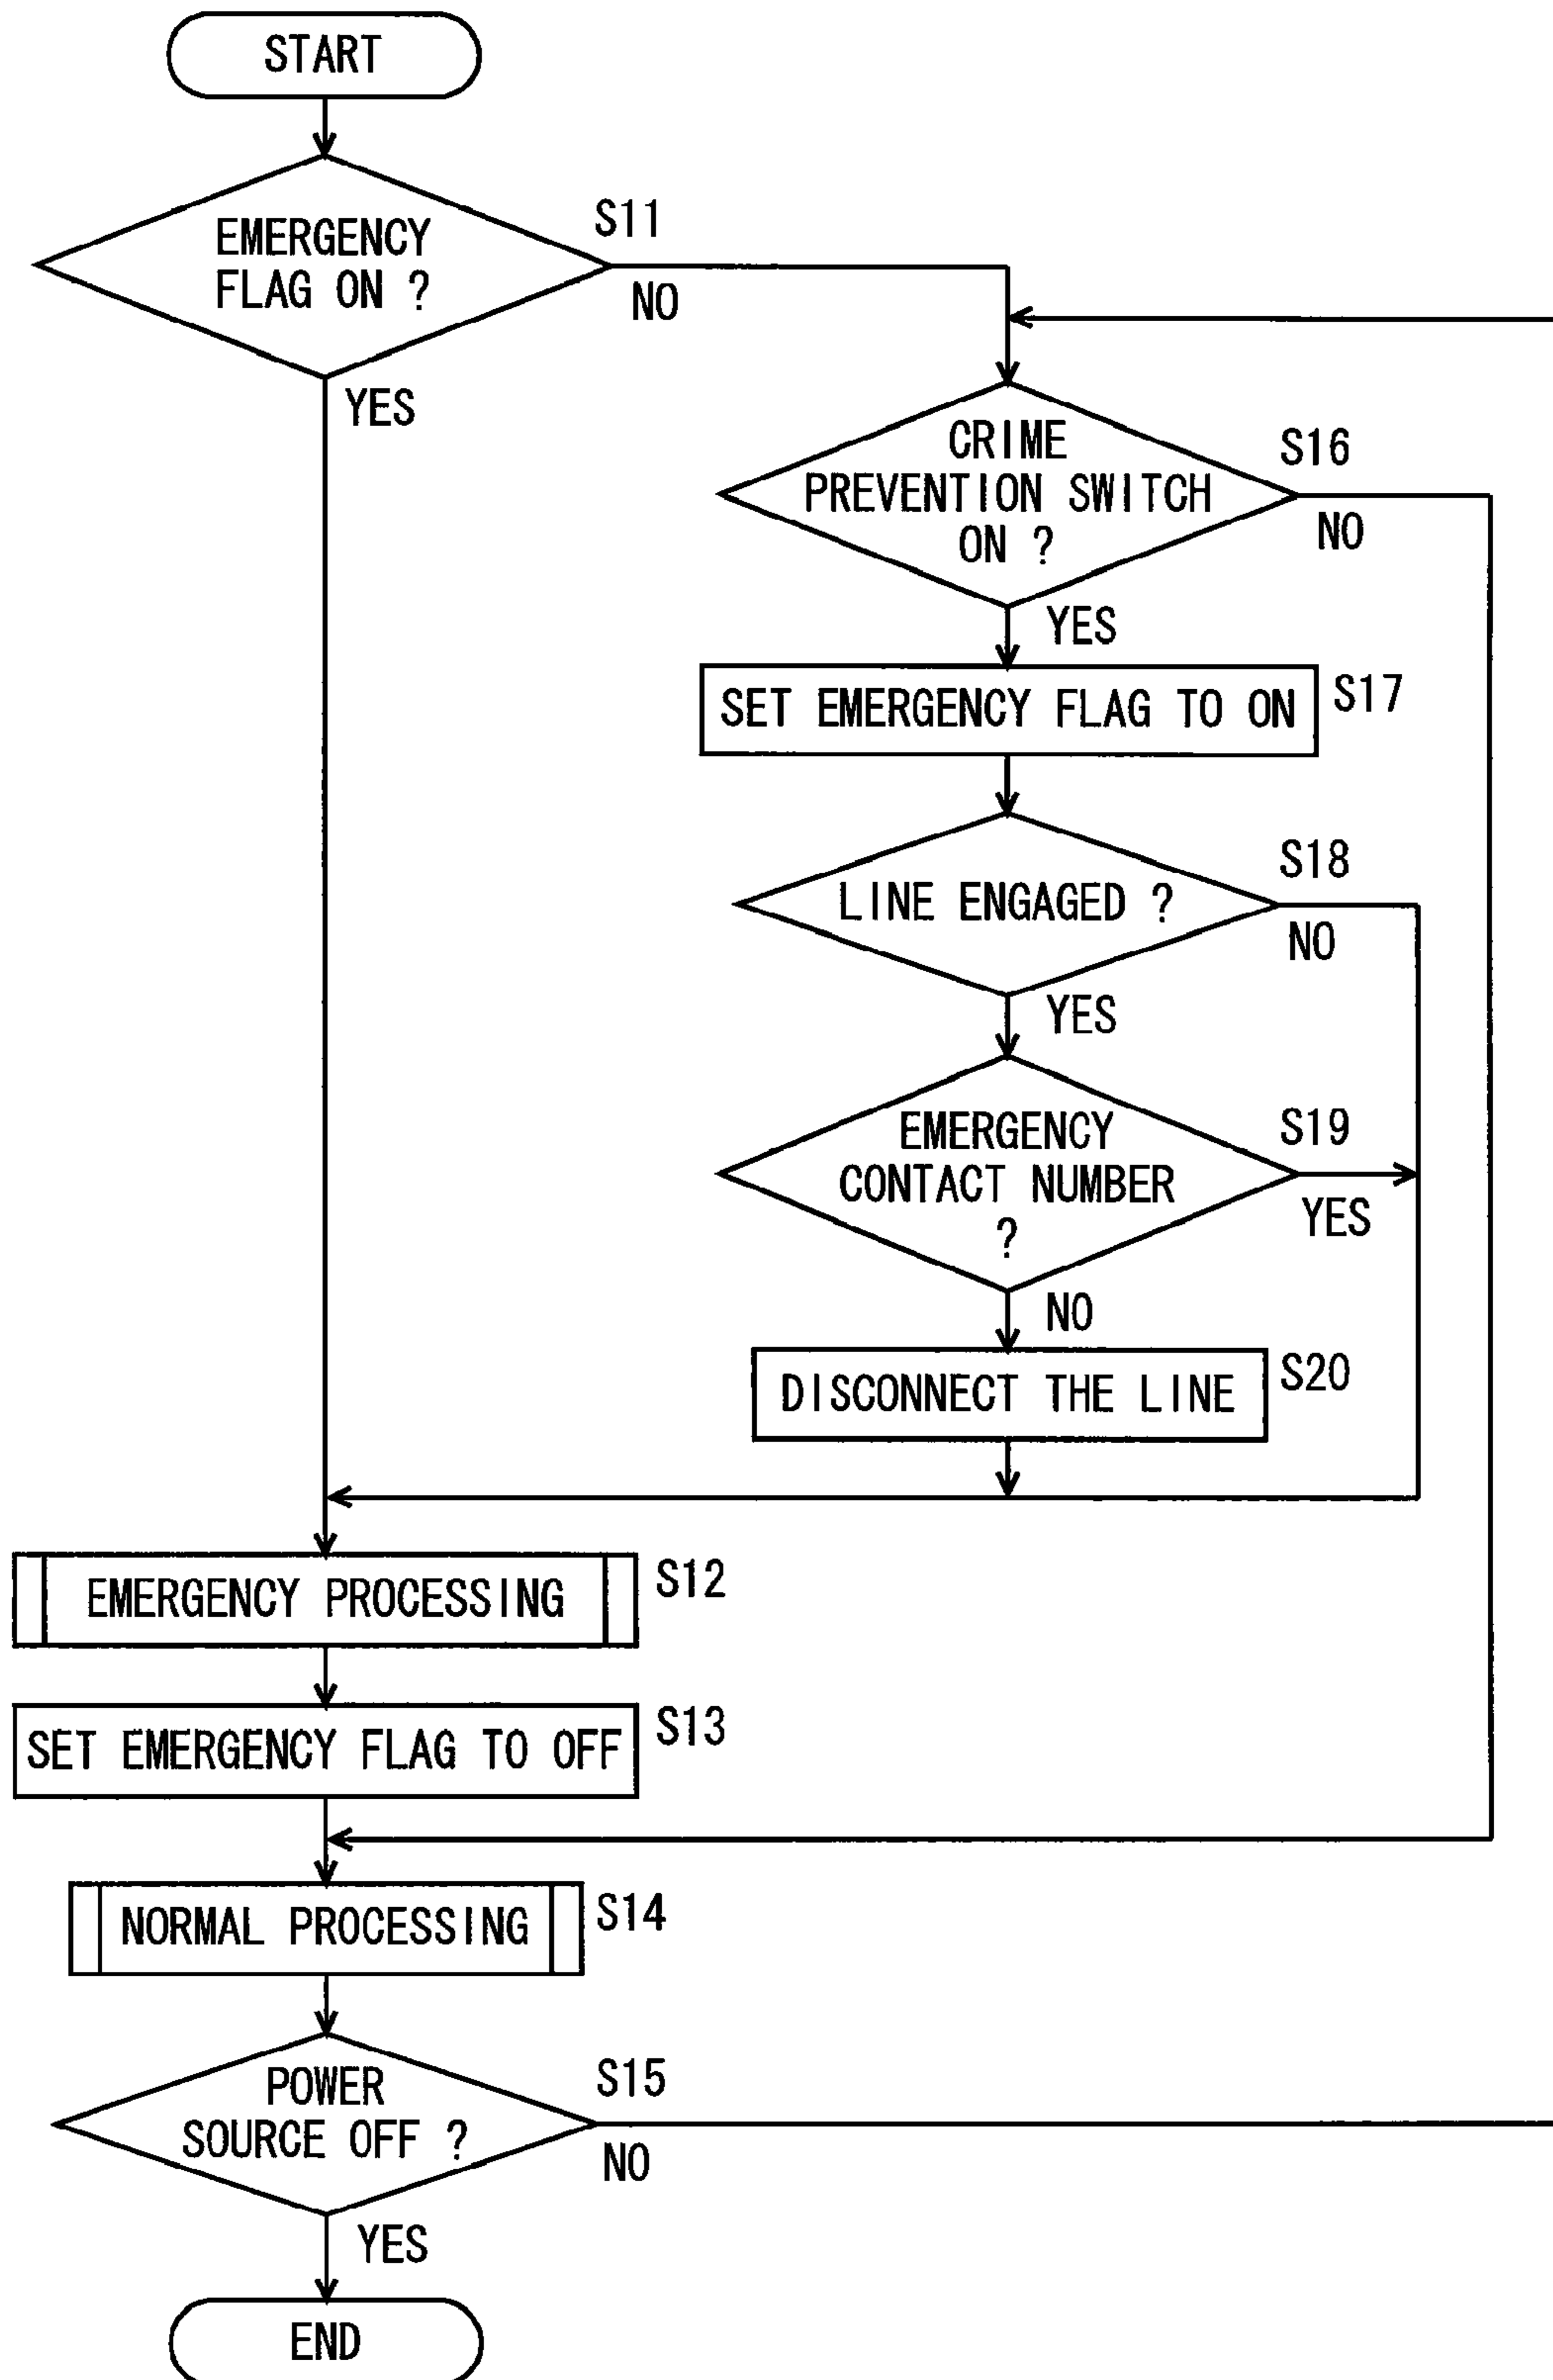 START
EMERGENCY
FLAG ON ?
S11
NO
YES
CRIME
PREVENTION SWITCH
ON ?
S16
NO
YES
SET EMERGENCY FLAG TO ON
S17
LINE ENGAGED ?
S18
NO
YES
EMERGENCY
CONTACT NUMBER
?
S19
YES
NO
DISCONNECT THE LINE
S20
EMERGENCY PROCESSING
S12
SET EMERGENCY FLAG TO OFF
S13
NORMAL PROCESSING
S14
POWER
SOURCE OFF ?
S15
NO
YES
END